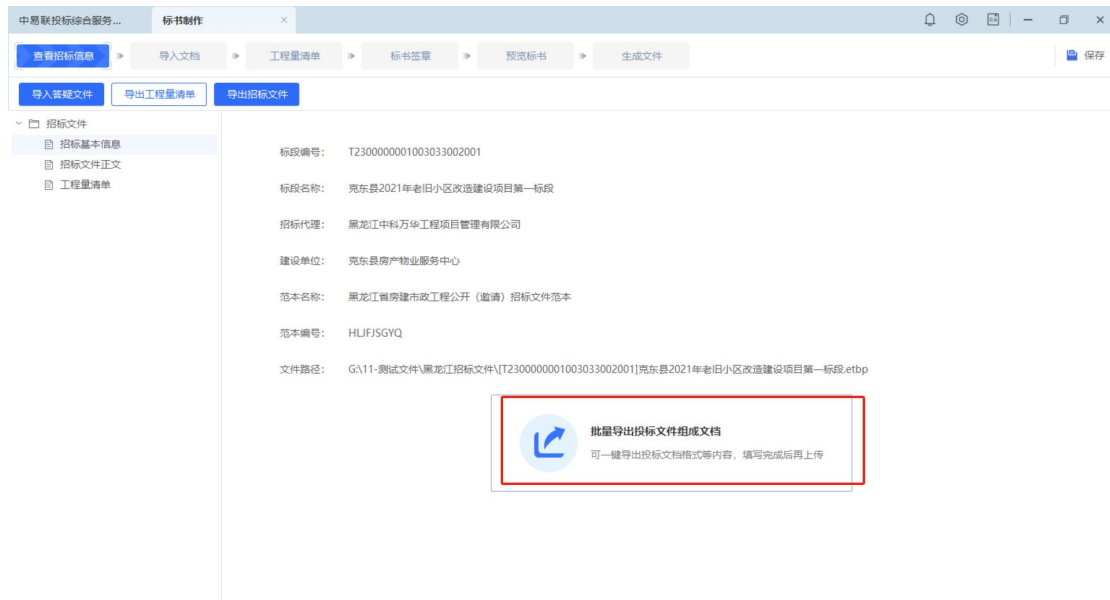 中易联投标综合服务... 标书制作
CA
查看招标信息 导入文档 工程量清单 标书签章 预览标书 生成文件 保存
导入答疑文件 导出工程量清单 导出招标文件
招标文件
招标基本信息
招标文件正文
工程量清单
标段编号： T2300000001003033002001
标段名称： 克东县2021年老旧小区改造建设项目第一标段
招标代理： 黑龙江中科万华工程项目管理有限公司
建设单位： 克东县房产物业服务中心
范本名称： 黑龙江省房建市政工程公开（邀请）招标文件范本
范本编号： HLJFJSGYQ
文件路径： G:\11-测试文件\黑龙江招标文件\[T2300000001003033002001]克东县2021年老旧小区改造建设项目第一标段.etbp
批量导出投标文件组成文档
可一键导出投标文档格式等内容，填写完成后再上传